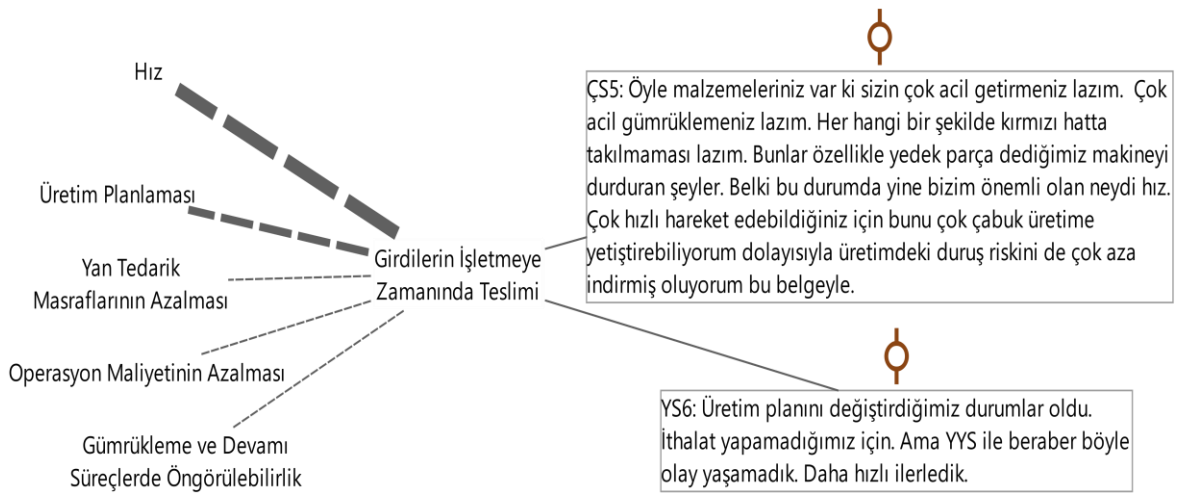 Hız
Üretim Planlaması
Yan Tedarik
Masraflarının Azalması
Operasyon Maliyetinin Azalması
Gümrükleme ve Devamı
Süreçlerde Öngörülebilirlik
Girdilerin İşletmeye
Zamanında Teslimi
ÇS5: Öyle malzemeleriniz var ki sizin çok acil getirmeniz lazım. Çok
acil gümrüklemeniz lazım. Her hangi bir şekilde kırmızı hatta
takılmaması lazım. Bunlar özellikle yedek parça dediğimiz makineyi
durduran şeyler. Belki bu durumda yine bizim önemli olan neydi hız.
Çok hızlı hareket edebildiğiniz için bunu çok çabuk üretime
yetiştirebiliyorum dolayısıyla üretimdeki duruş riskini de çok aza
indirmiş oluyorum bu belgeyle.
YS6: Üretim planını değiştirdiğimiz durumlar oldu.
İthalat yapamadığımız için. Ama YYS ile beraber böyle
olay yaşamadık. Daha hızlı ilerledik.